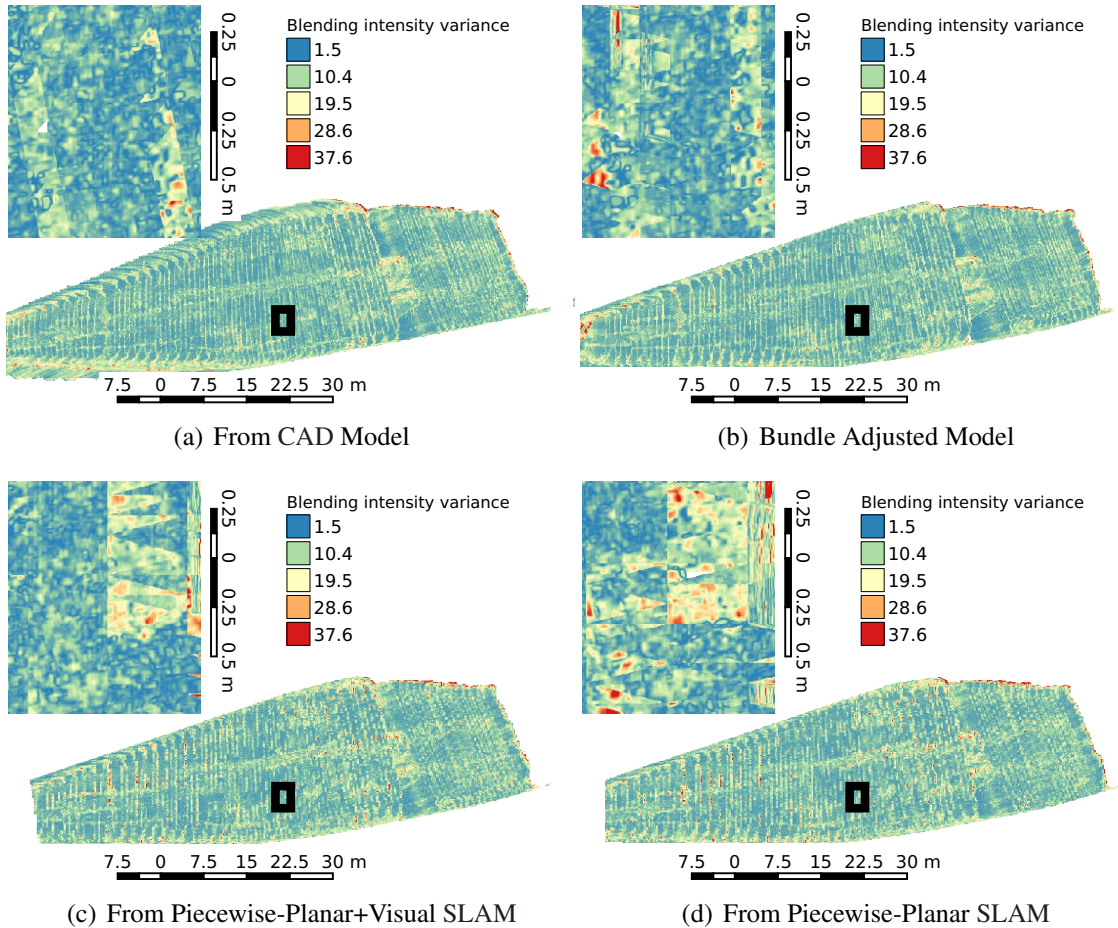 Blending intensity variance
1.5
10.4
19.5
28.6
37.6
0.25
0
0.25
0.5 m
7.5 0 7.5 15 22.5 30 m
(a) From CAD Model
Blending intensity variance
1.5
10.4
19.5
28.6
37.6
0.25
0
0.25
0.5 m
7.5 0 7.5 15 22.5 30 m
(b) Bundle Adjusted Model
Blending intensity variance
1.5
10.4
19.5
28.6
37.6
0.25
0
0.25
0.5 m
7.5 0 7.5 15 22.5 30 m
(c) From Piecewise-Planar+Visual SLAM
Blending intensity variance
1.5
10.4
19.5
28.6
37.6
0.25
0
0.25
0.5 m
7.5 0 7.5 15 22.5 30 m
(d) From Piecewise-Planar SLAM